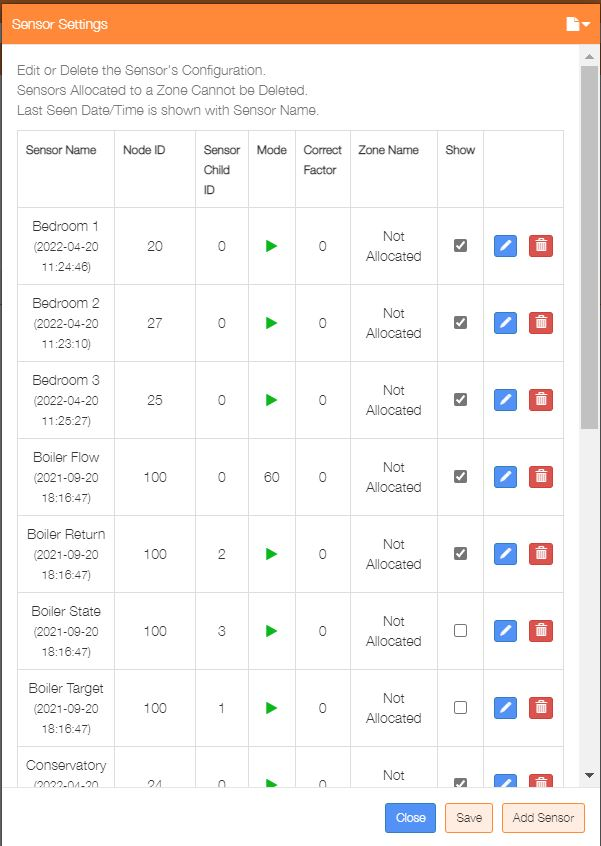 Sensor Settings
Edit or Delete the Sensor's Configuration.
Sensors Allocated to a Zone Cannot be Deleted.
Last Seen Date/Time is shown with Sensor Name.
Sensor Name Node ID Sensor Child ID Mode Correct Factor Zone Name Show
Bedroom 1 (2022-04-20 11:24:46) 20 0 0 Not Allocated
Bedroom 2 (2022-04-20 11:23:10) 27 0 0 Not Allocated
Bedroom 3 (2022-04-20 11:25:27) 25 0 0 Not Allocated
Boiler Flow (2021-09-20 18:16:47) 100 0 60 0 Not Allocated
Boiler Return (2021-09-20 18:16:47) 100 2 0 Not Allocated
Boiler State (2021-09-20 18:16:47) 100 3 0 Not Allocated
Boiler Target (2021-09-20 18:16:47) 100 1 0 Not Allocated
Conservatory (2022-04-20 24 0 0 Not
Close Save Add Sensor